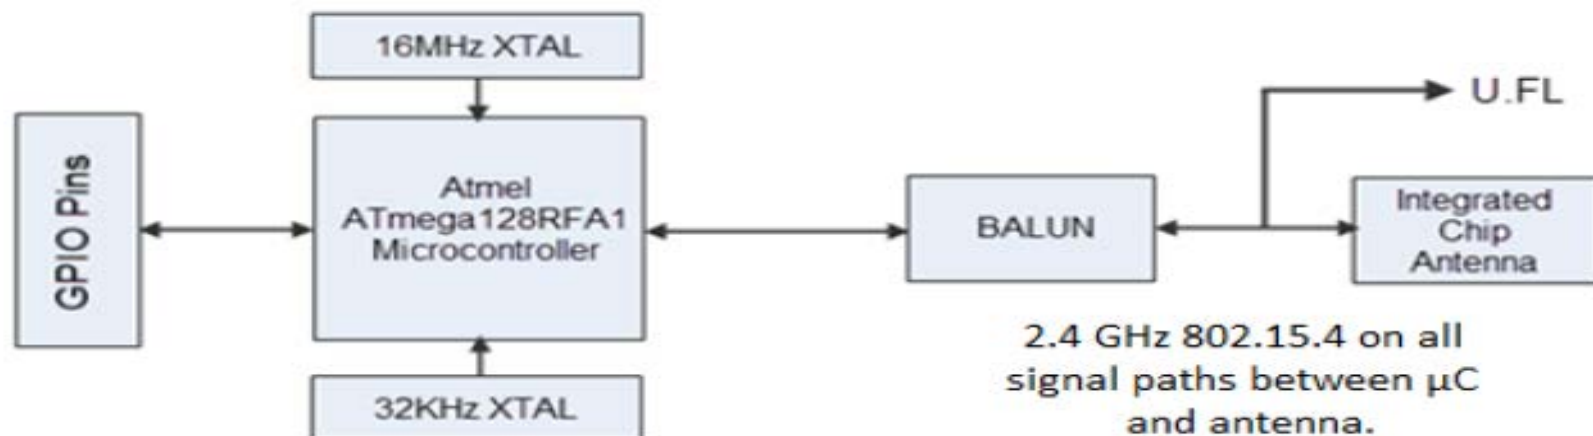 16MHz XTAL
GPIO Pins
Atmel
ATmega128RFA1
Microcontroller
32KHz XTAL
BALUN
U.FL
Integrated
Chip
Antenna
2.4 GHz 802.15.4 on all
signal paths between µC
and antenna.